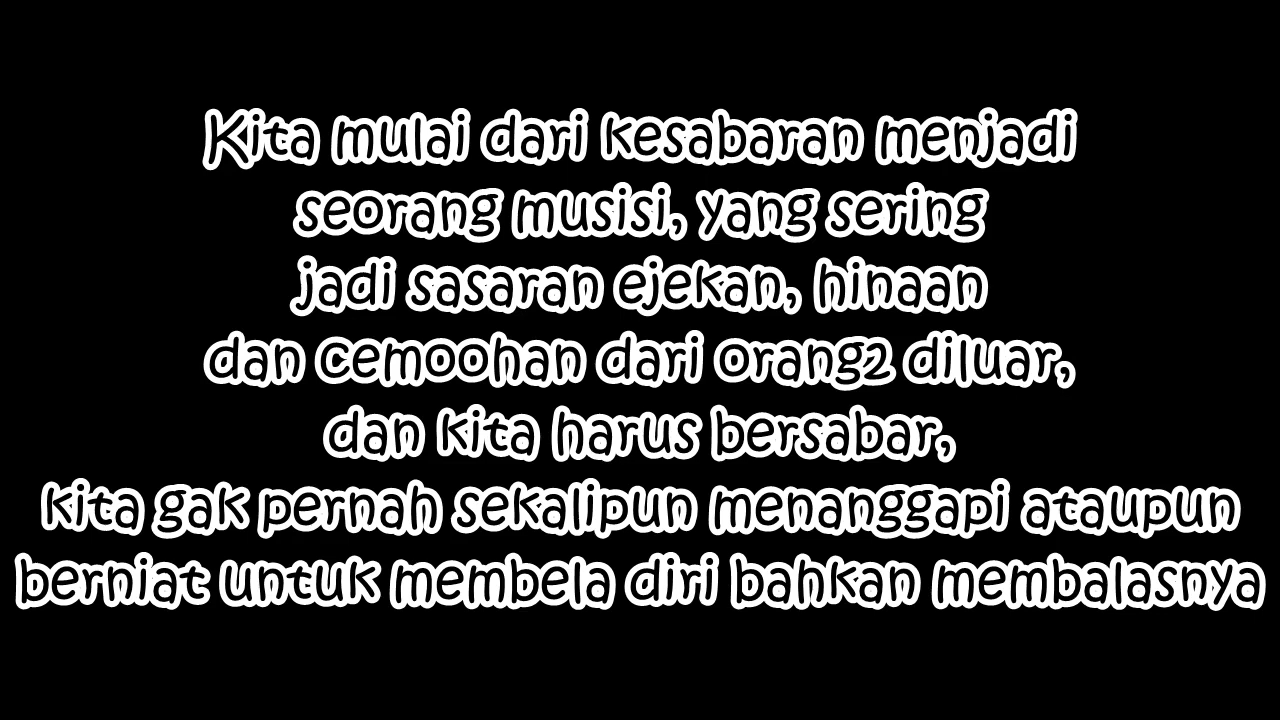 Kita mulai dari kesabaran menjadi
seorang musisi, yang sering
jadi sasaran ejekan, hinaan
dan cemoohan dari orang2 diluar,
dan kita harus bersabar,
kita gak pernah sekalipun menanggapi ataupun
berniat untuk membela diri bahkan membalasnya